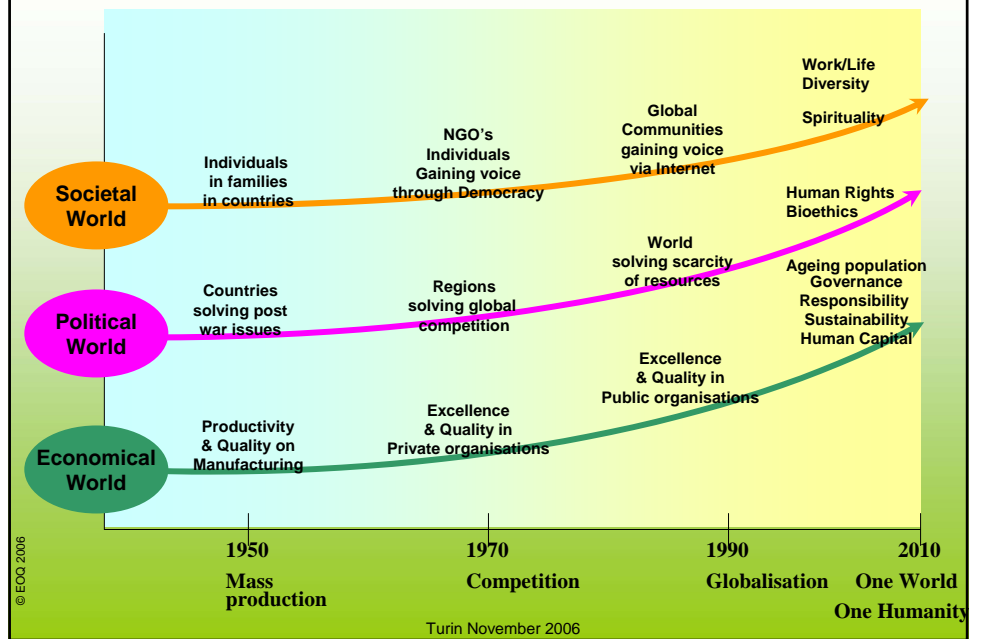 Work/Life
Diversity
Spirituality
Global
Communities
gaining voice
via Internet
NGO's
Individuals
Gaining voice
through Democracy
Individuals
in families
in countries
Societal
World
Human Rights
Bioethics
World
solving scarcity
of resources
Regions
solving global
competition
Countries
solving post
war issues
Political
World
Ageing population
Governance
Responsibility
Sustainability
Human Capital
Excellence
& Quality in
Public organisations
Excellence
& Quality in
Private organisations
Productivity
& Quality on
Manufacturing
Economical
World
1950
1970
1990
2010
Mass
production
Competition
Globalisation
One World
One Humanity
© EOQ 2006
Turin November 2006